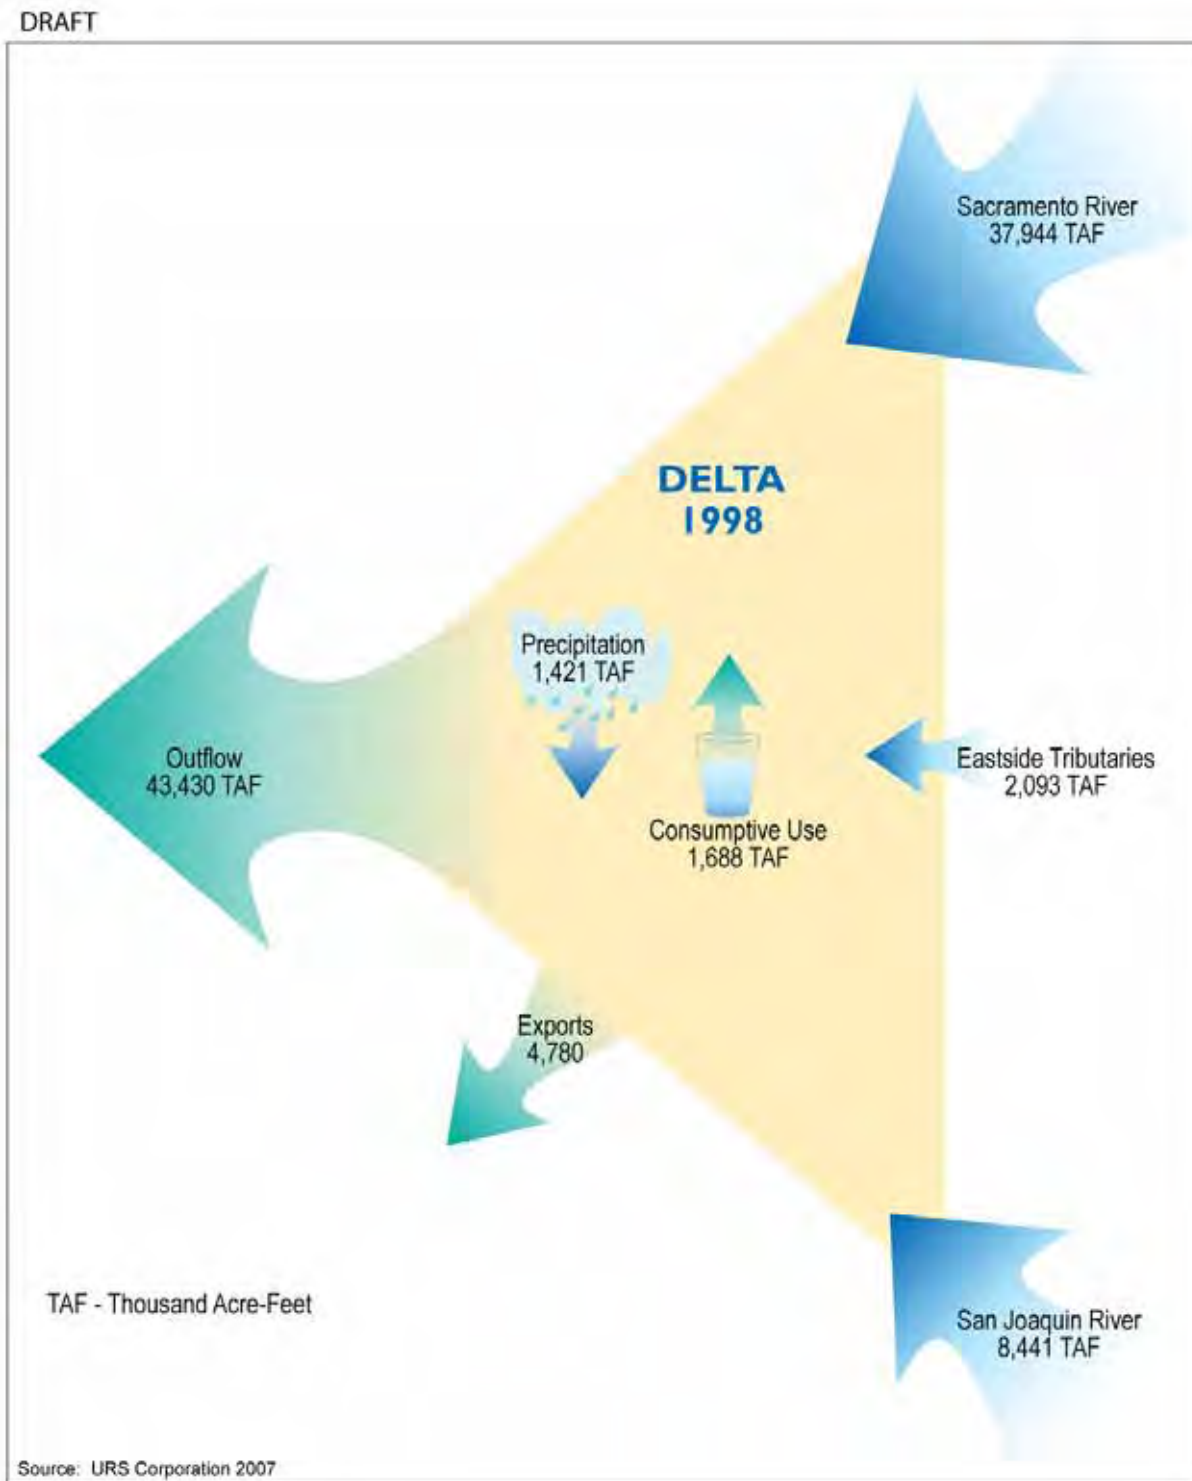 DRAFT
Sacramento River
37,944 TAF
DELTA
1998
Precipitation
1,421 TAF
Outflow
43,430 TAF
Eastside Tributaries
2,093 TAF
Consumptive Use
1,688 TAF
Exports
4,780
TAF - Thousand Acre-Feet
San Joaquin River
8,441 TAF
Source: URS Corporation 2007